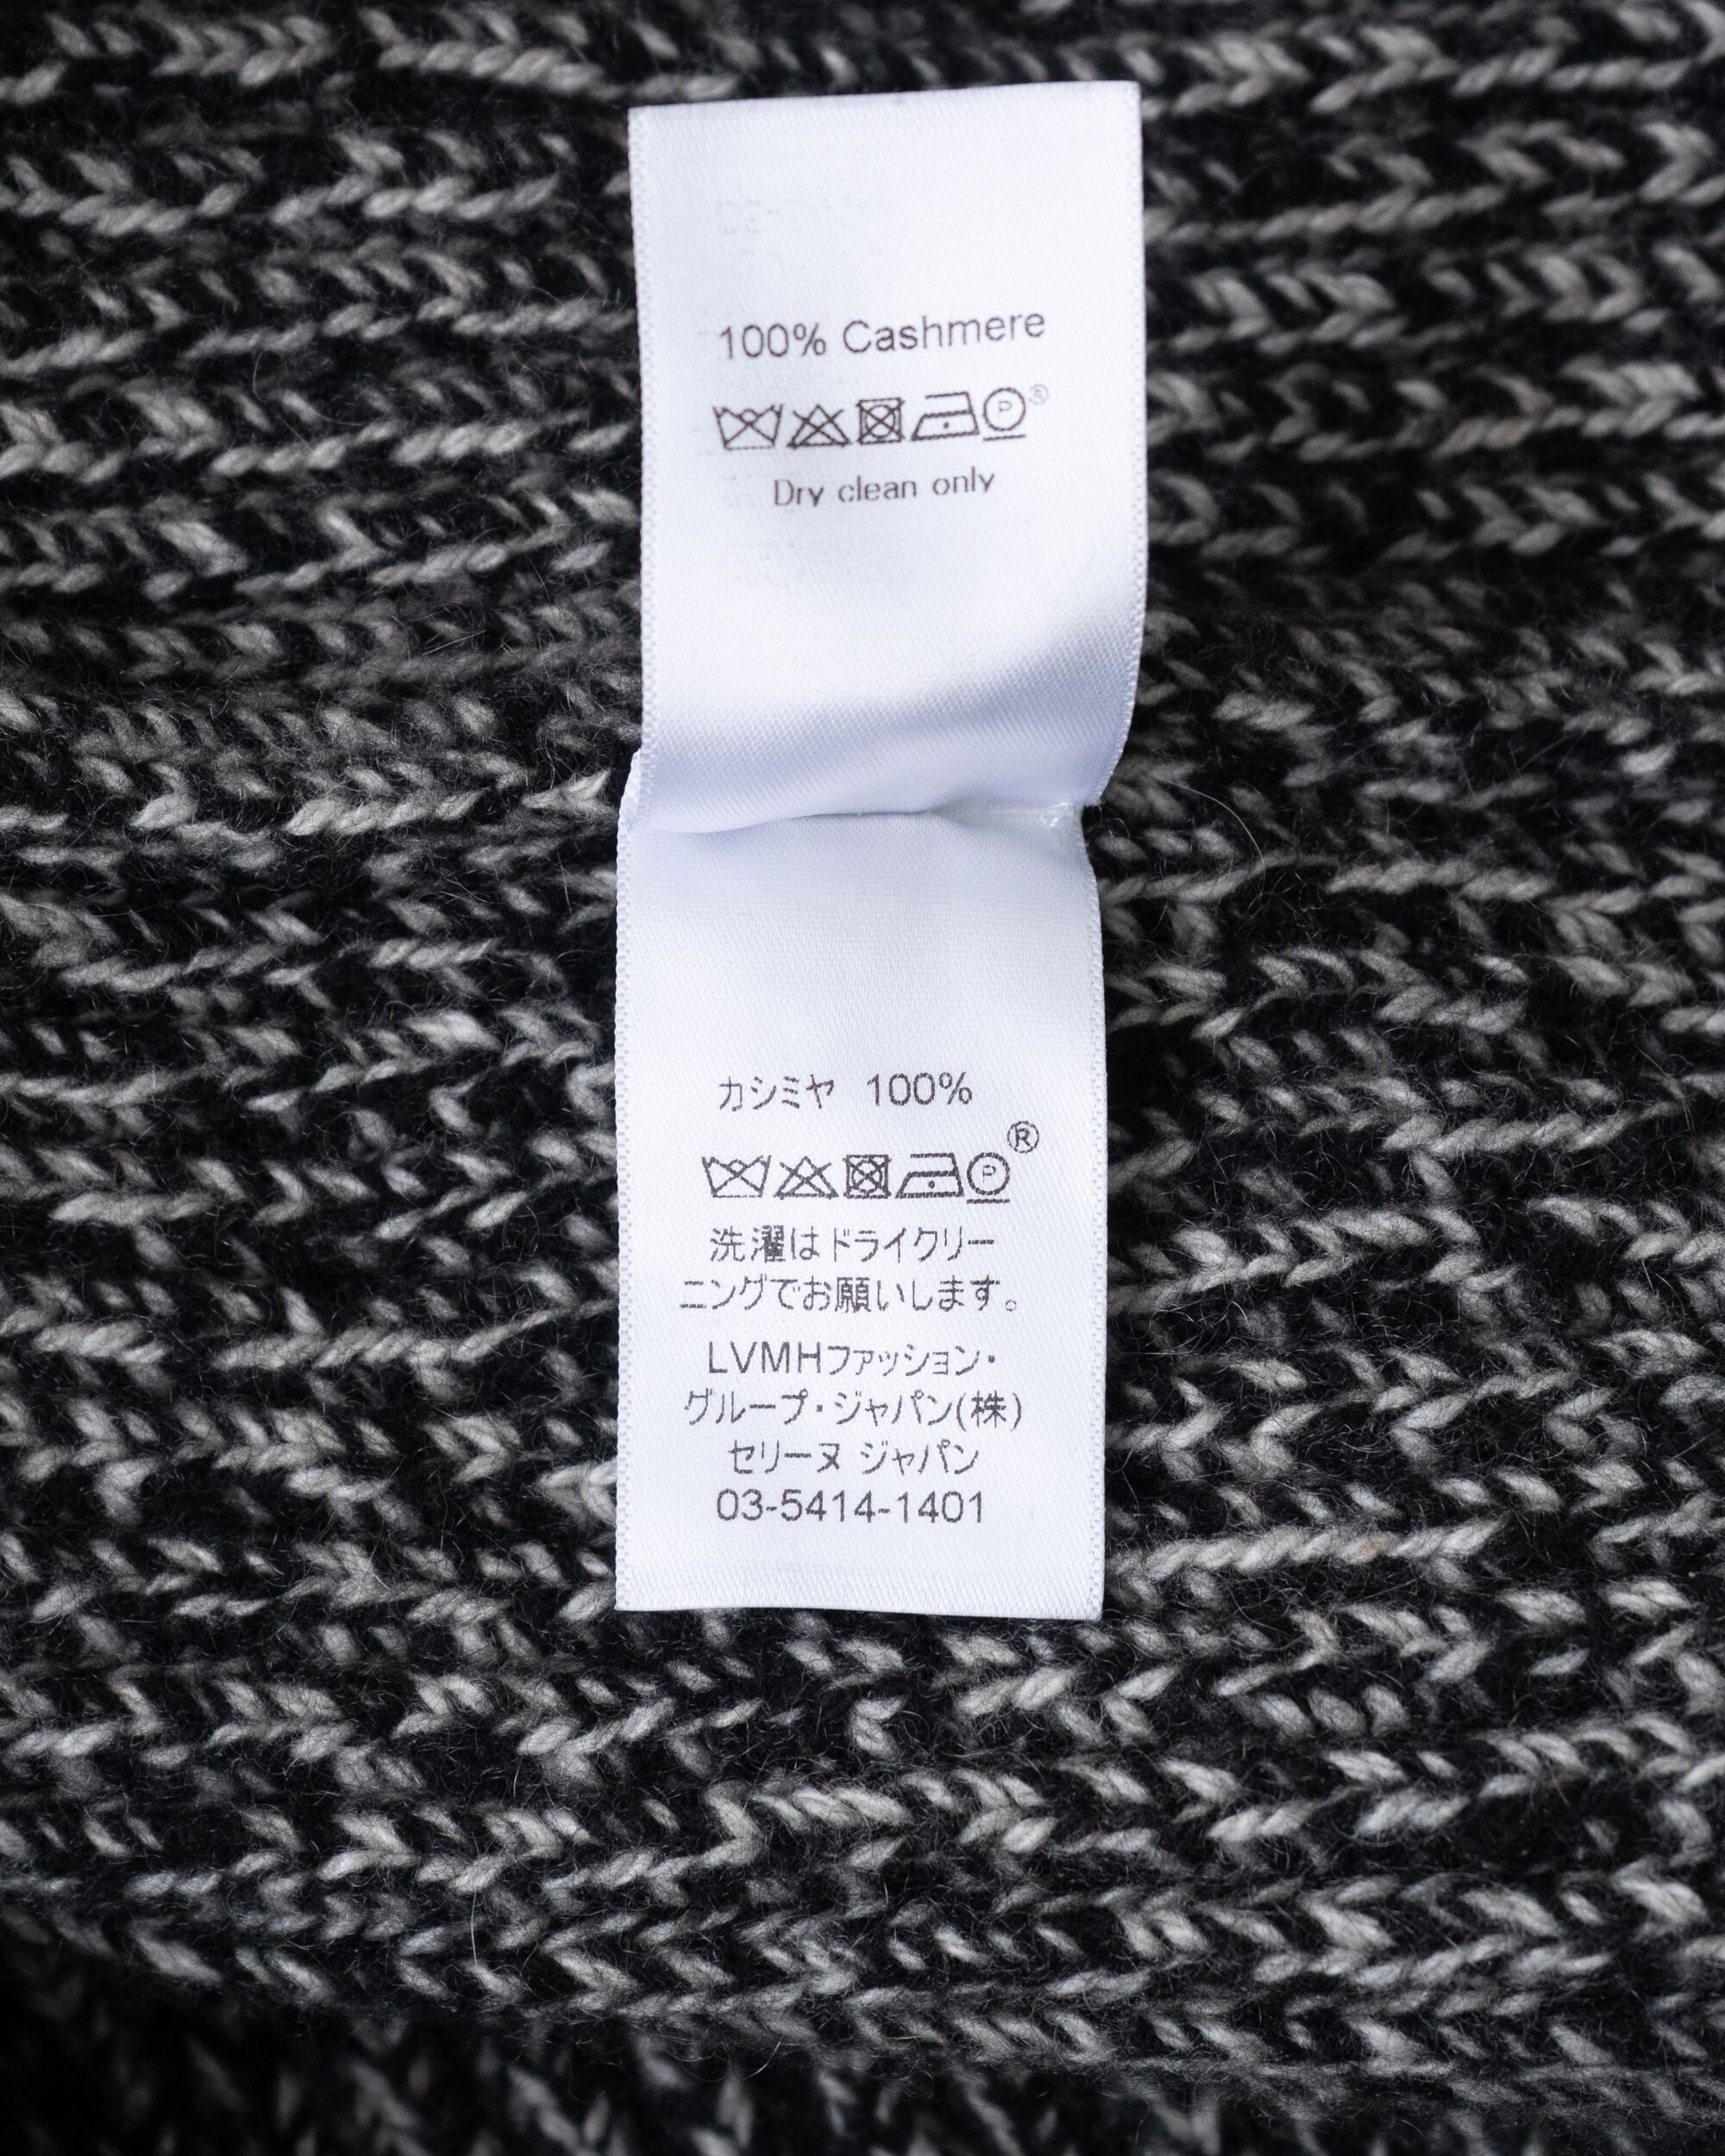 100% Cashmere
P ®
Dry clean only
カシミヤ 100%
®
P
洗濯はドライクリー
ニングでお願いします。
LVMHファッション・
グループ・ジャパン(株)
セリーヌ ジャパン
03-5414-1401